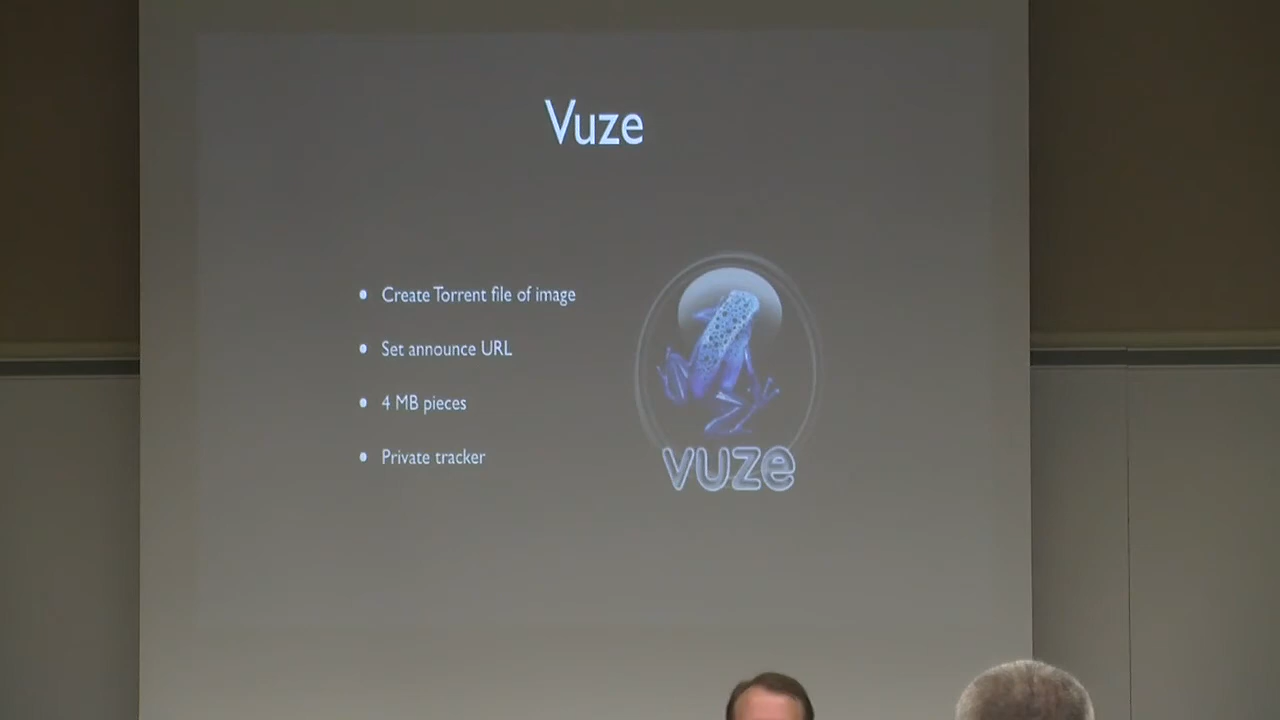 Vuze
Create Torrent file of image
Set announce URL
4 MB pieces
Private tracker
vuze